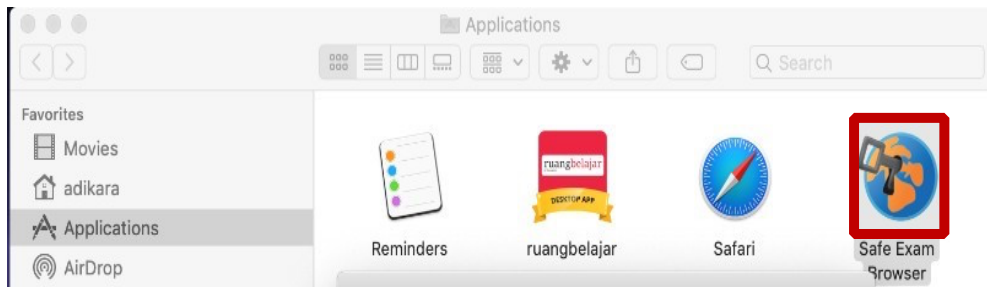 Applications
Search
Favorites
Movies
adikara
Applications
AirDrop
ruangbelajar
DESKTOP APP
Reminders
ruangbelajar
Safari
Safe Exam
Browser